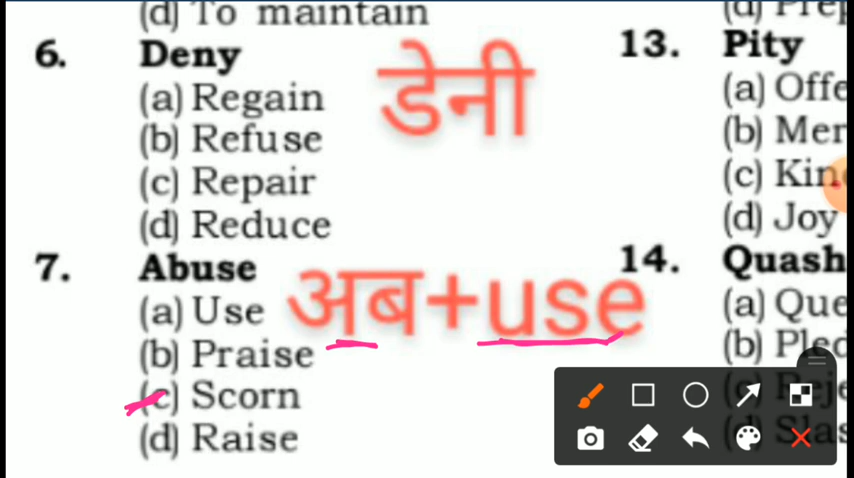 (d) To maintain
6. Deny
(a) Regain
(b) Refuse
(c) Repair
(d) Reduce
डेनी
7. Abuse
(a) Use
(b) Praise
(c) Scorn
(d) Raise
अब+use
13. Pity
(a) Offe
(b) Mer
(c) Kin
(d) Joy
14. Quash
(a) Que
(b) Pled